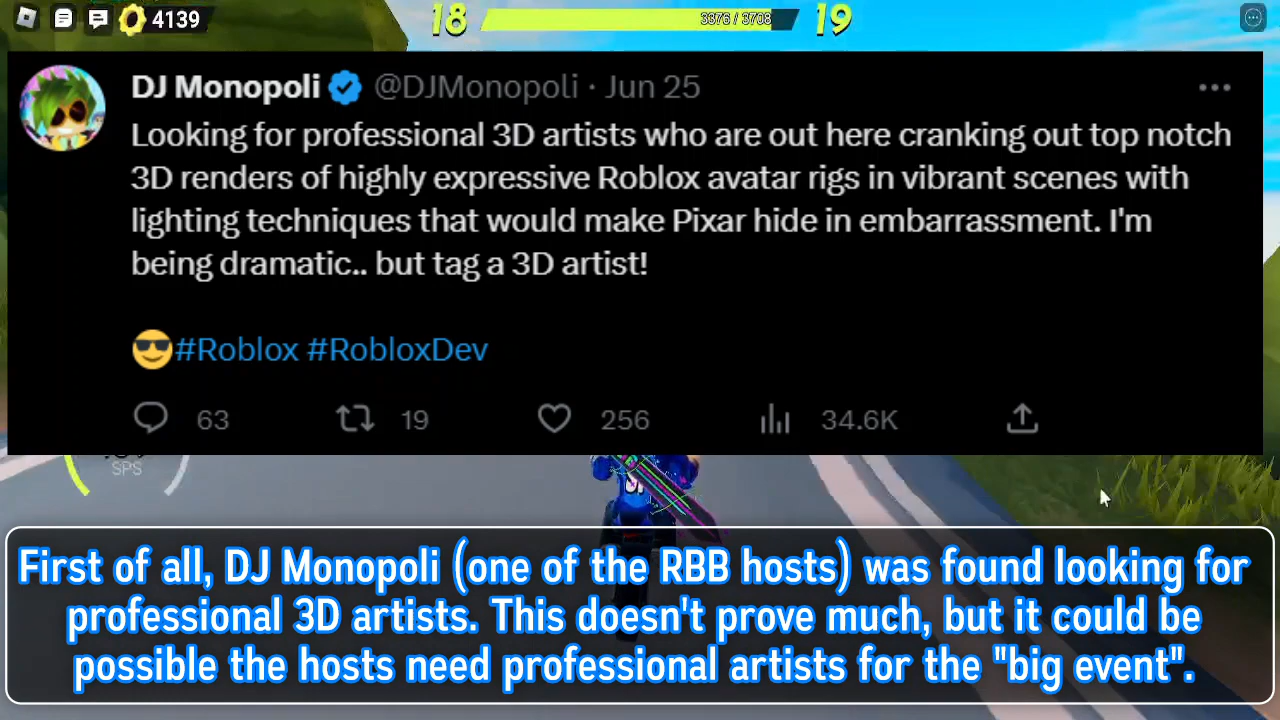 4139
18
3376 / 3708
19
DJ Monopoli @DJMonopoli · Jun 25
Looking for professional 3D artists who are out here cranking out top notch
3D renders of highly expressive Roblox avatar rigs in vibrant scenes with
lighting techniques that would make Pixar hide in embarrassment. I'm
being dramatic.. but tag a 3D artist!
😎#Roblox #RobloxDev
63 19 256 34.6K
SPS
First of all, DJ Monopoli (one of the RBB hosts) was found looking for
professional 3D artists. This doesn't prove much, but it could be
possible the hosts need professional artists for the "big event".